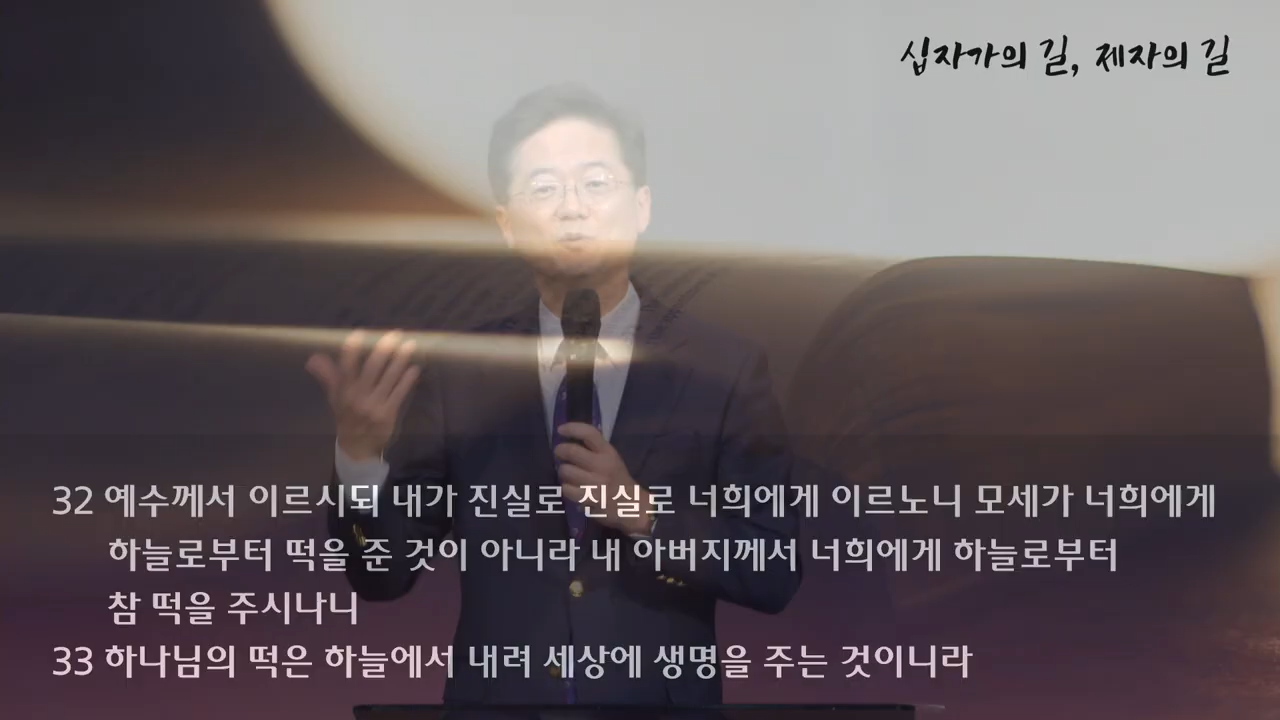 십자가의 길, 제자의 길
32 예수께서 이르시되 내가 진실로 진실로 너희에게 이르노니 모세가 너희에게
하늘로부터 떡을 준 것이 아니라 내 아버지께서 너희에게 하늘로부터
참 떡을 주시나니
33 하나님의 떡은 하늘에서 내려 세상에 생명을 주는 것이니라